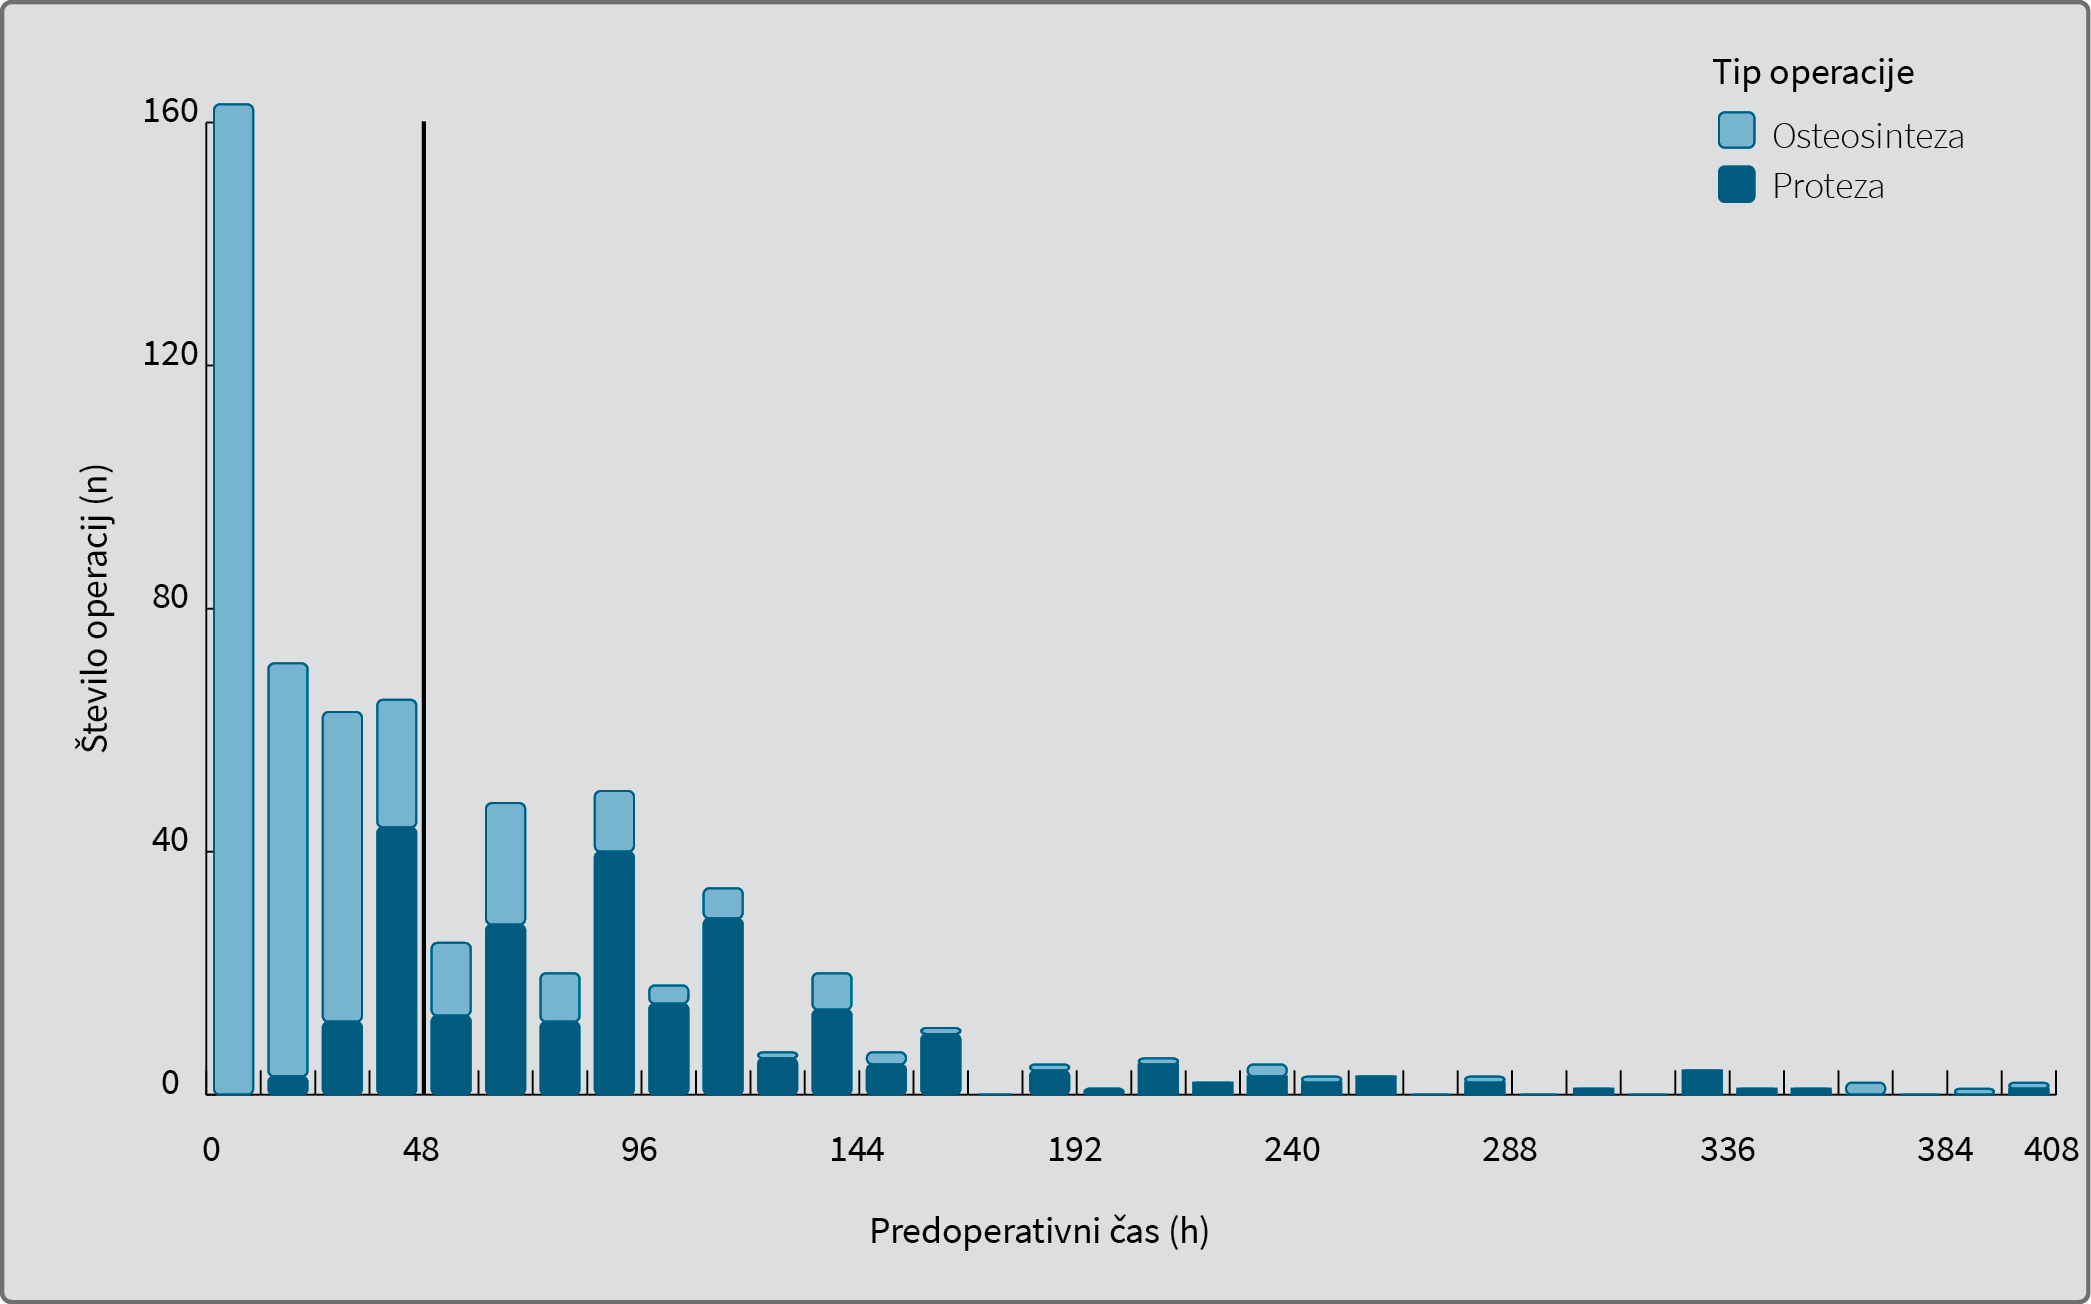 Tip operacije
Osteosinteza
Proteza
160
120
80
40
0
Število operacij (n)
0 48 96 144 192 240 288 336 384 408
Predoperativni čas (h)